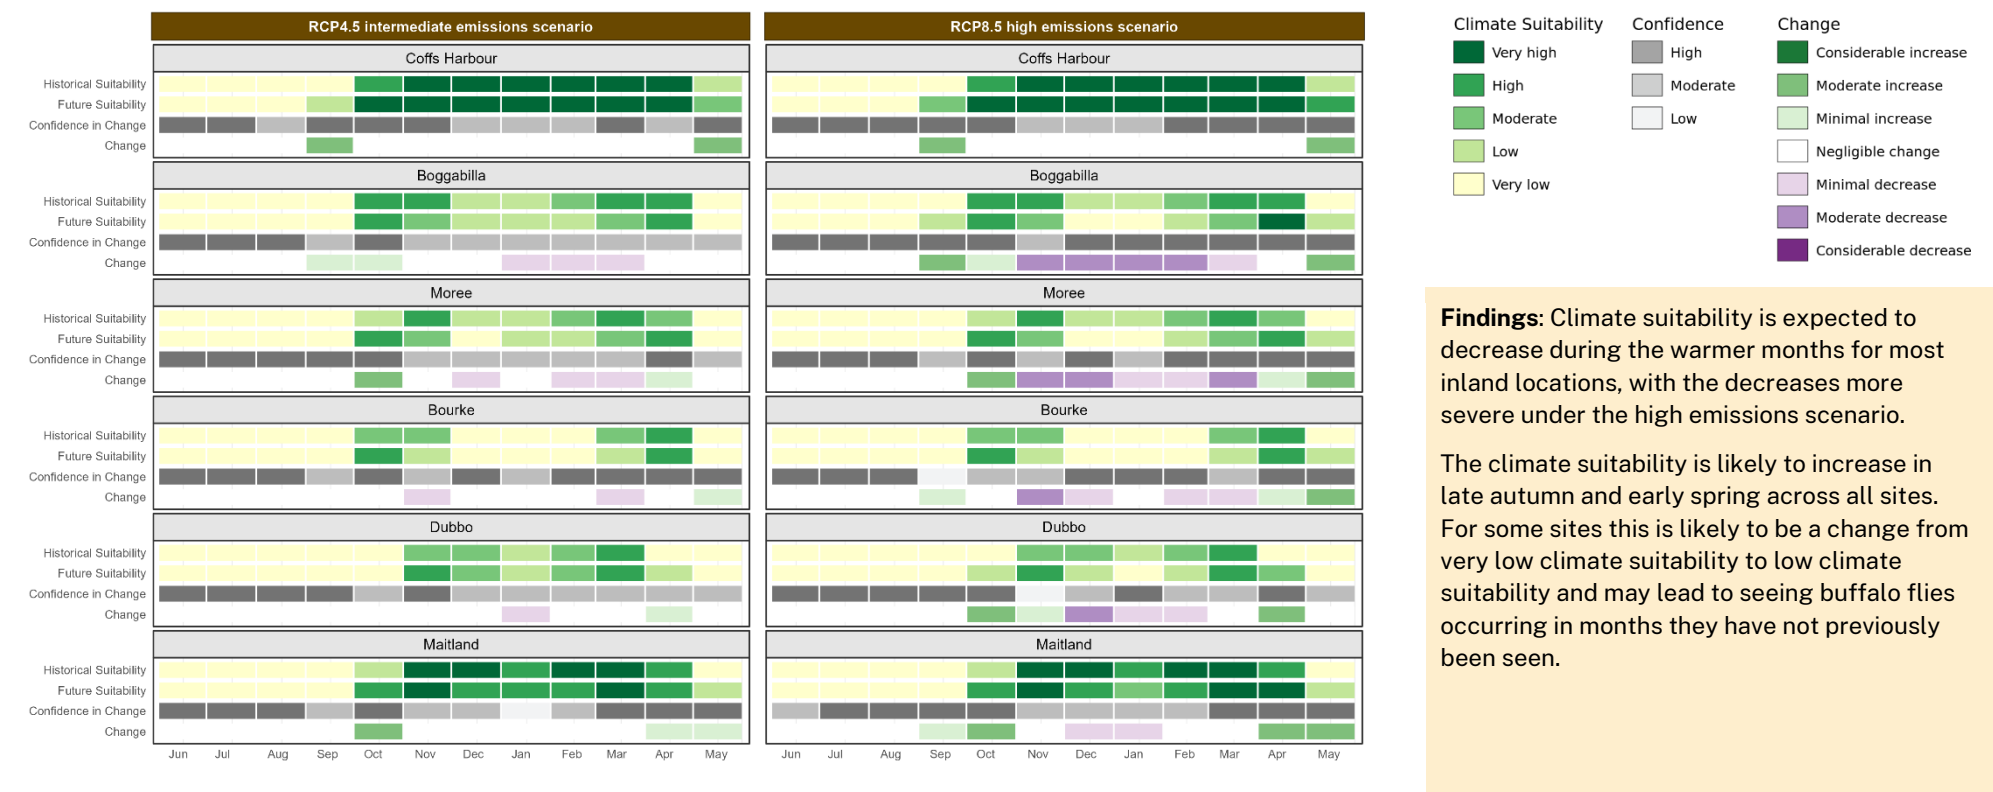 RCP4.5 intermediate emissions scenario
RCP8.5 high emissions scenario
Coffs Harbour
Coffs Harbour
Historical Suitability
Future Suitability
Confidence in Change
Change
Boggabilla
Boggabilla
Historical Suitability
Future Suitability
Confidence in Change
Change
Moree
Moree
Historical Suitability
Future Suitability
Confidence in Change
Change
Bourke
Bourke
Historical Suitability
Future Suitability
Confidence in Change
Change
Dubbo
Dubbo
Historical Suitability
Future Suitability
Confidence in Change
Change
Maitland
Maitland
Historical Suitability
Future Suitability
Confidence in Change
Change
Jun Jul Aug Sep Oct Nov Dec Jan Feb Mar Apr May
Jun Jul Aug Sep Oct Nov Dec Jan Feb Mar Apr May
Climate Suitability
Very high
High
Moderate
Low
Very low
Confidence
High
Moderate
Low
Change
Considerable increase
Moderate increase
Minimal increase
Negligible change
Minimal decrease
Moderate decrease
Considerable decrease
Findings: Climate suitability is expected to
decrease during the warmer months for most
inland locations, with the decreases more
severe under the high emissions scenario.
The climate suitability is likely to increase in
late autumn and early spring across all sites.
For some sites this is likely to be a change from
very low climate suitability to low climate
suitability and may lead to seeing buffalo flies
occurring in months they have not previously
been seen.